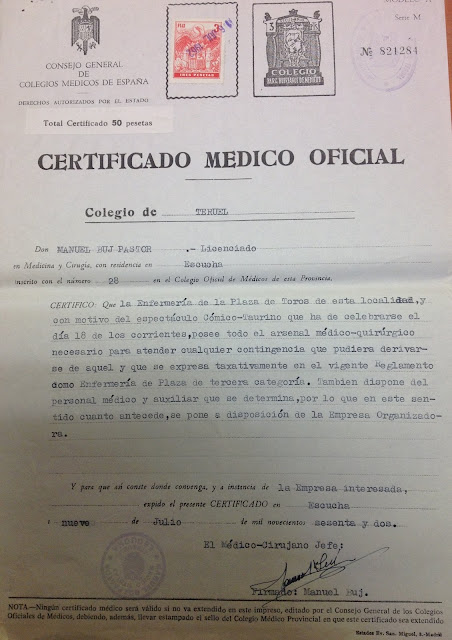 MODELO
Serie M
Nº 821281
CONSEJO GENERAL
DE
COLEGIOS MEDICOS DE ESPAÑA
DERECHOS AUTORIZADOS POR EL ESTADO
Total Certificado 50 pesetas
3
COLEGIO
CERTIFICADO MEDICO OFICIAL
Colegio de TERUEL
Don MANUEL BUJ PASTOR .- Licenciado
en Medicina y Cirugía, con residencia en Escucha
inscrito con el número 28 en el Colegio Oficial de Médicos de esta Provincia.
CERTIFICO: Que la Enfermería de la Plaza de Toros de esta localidad, y
con motivo del espectáculo Cómico-Taurino que ha de celebrarse el
día 18 de los corrientes, posee todo el arsenal médico-quirúrgico
necesario para atender cualquier contingencia que pudiera derivar-
se de aquel y que se expresa taxativamente en el vigente Reglamento
como Enfermería de Plaza de tercera categoría. Tambien dispone del
personal médico y auxiliar que se determina, por lo que en este sen-
tido cuanto antecede, se pone a disposición de la Empresa Organizado-
ra.
Y para que así conste donde convenga, y a instancia de la Empresa interesada,
expido el presente CERTIFICADO en Escucha
nueve de Julio de mil novecientos sesenta y dos.
El Médico-Cirujano Jefe:
Firmado: Manuel Buj.
NOTA.—Ningún certificado médico será válido si no va extendido en este impreso, editado por el Consejo General de los Colegios
Oficiales de Médicos, debiendo, además, llevar estampado el sello del Colegio Médico Provincial en que este certificado sea extendido